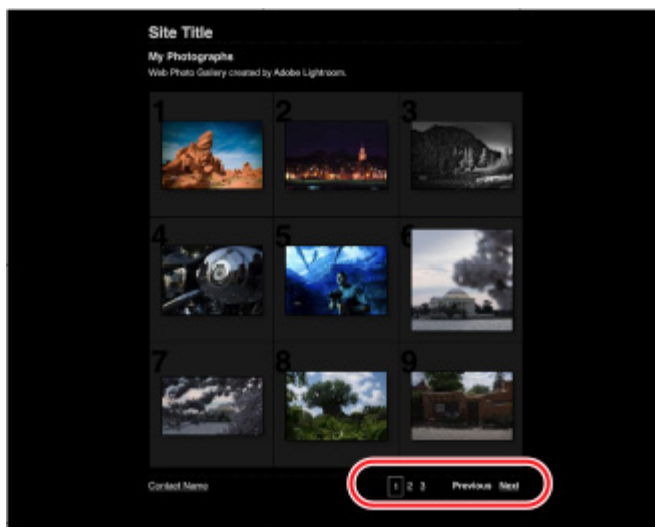 Site Title
My Photographs
Web Photo Gallery created by Adobe Lightroom.
1 2 3
4 5 6
7 8 9
Contact Name 1 2 3 Previous Next